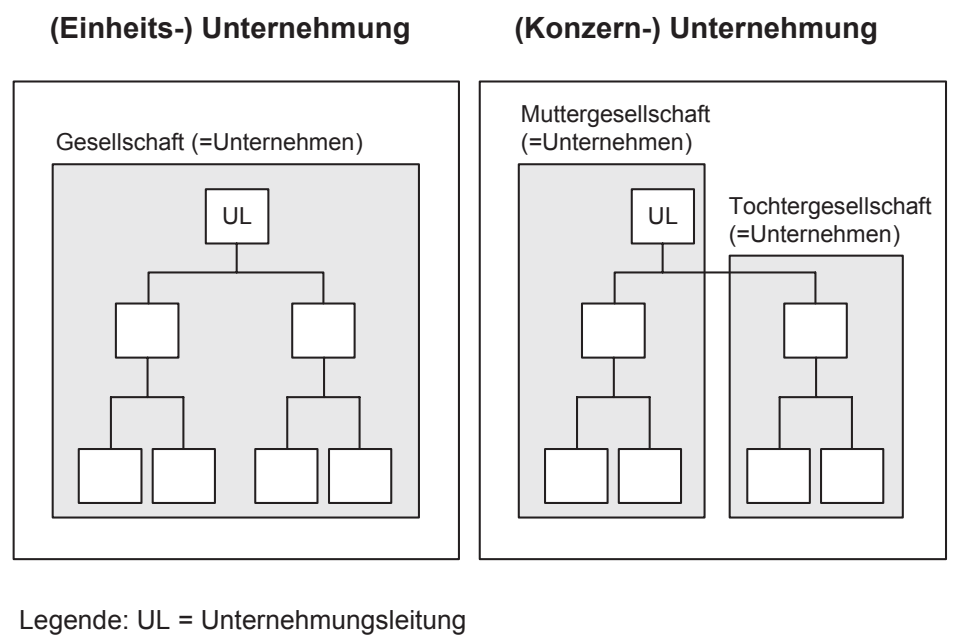 (Einheits-) Unternehmung
(Konzern-) Unternehmung
Gesellschaft (=Unternehmen)
UL
Muttergesellschaft
(=Unternehmen)
UL
Tochtergesellschaft
(=Unternehmen)
Legende: UL = Unternehmungsleitung